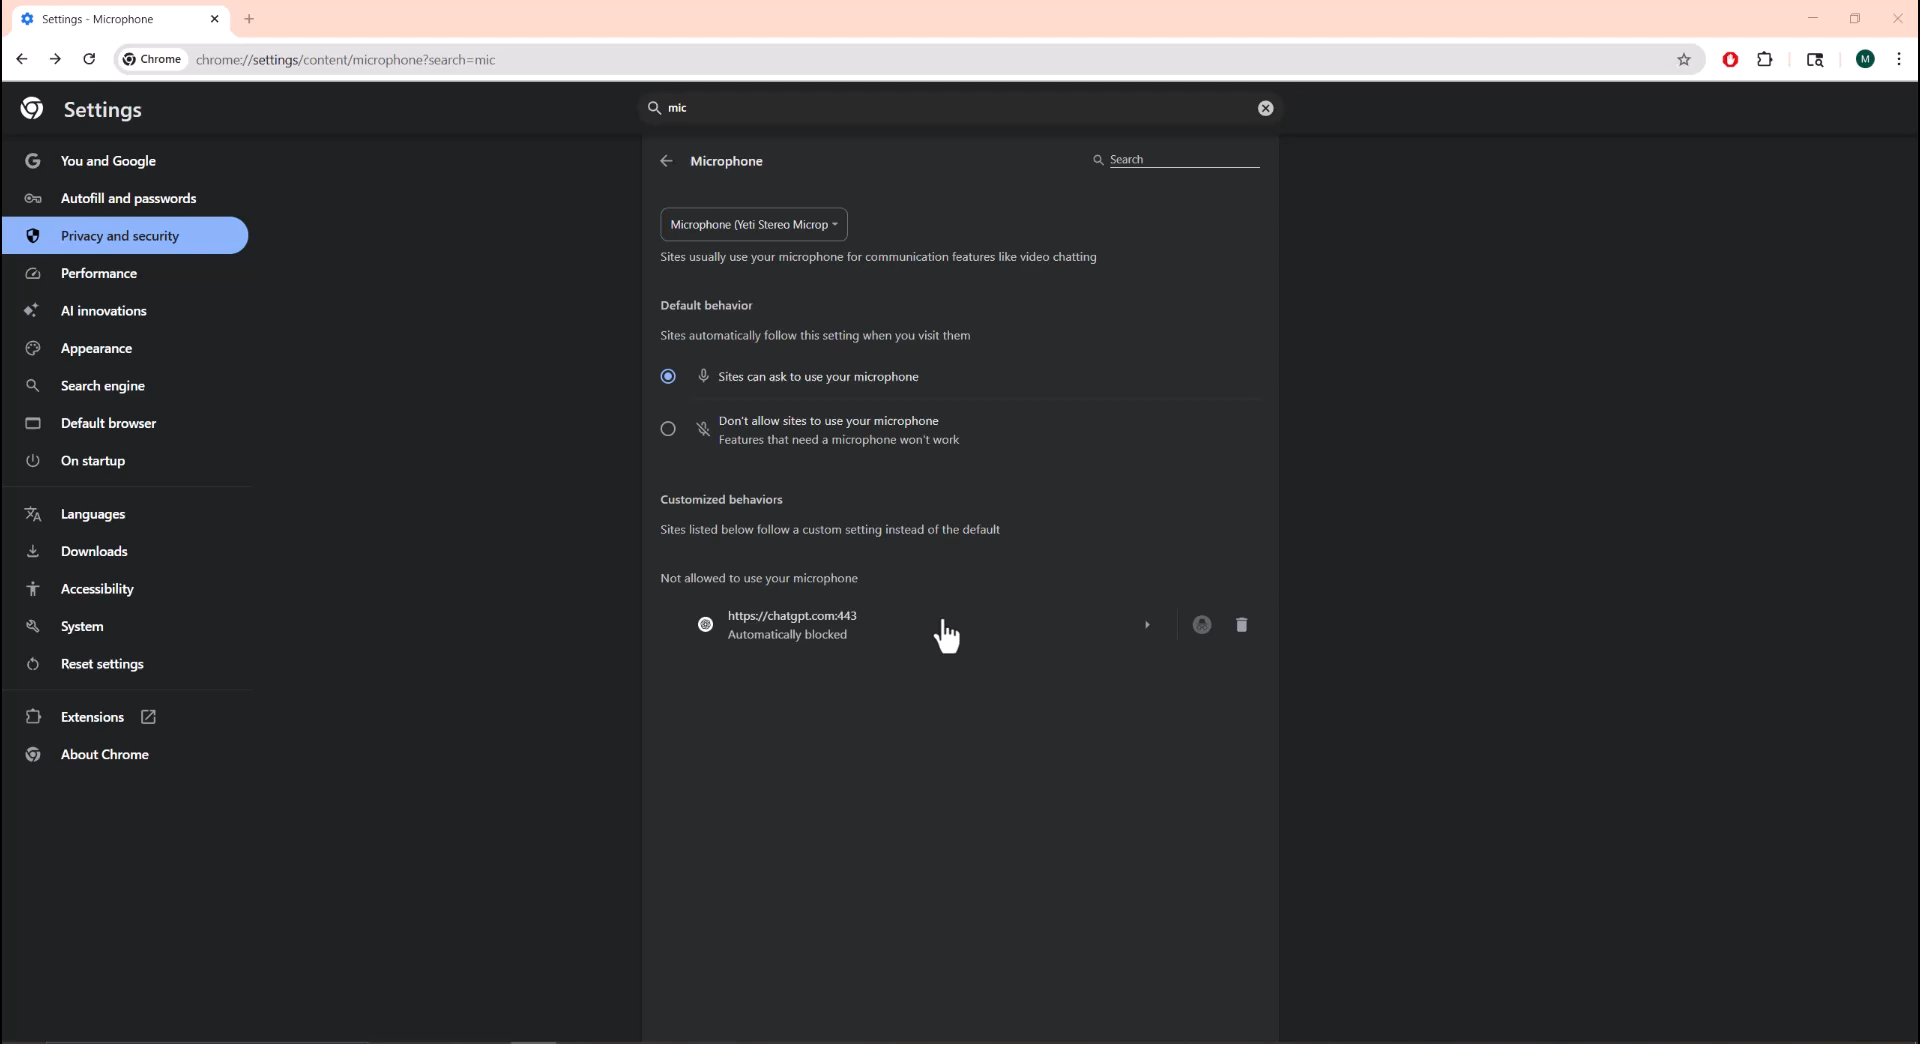 Settings - Microphone
Chrome
chrome://settings/content/microphone?search=mic
M
Settings
mic
You and Google
Autofill and passwords
Privacy and security
Performance
AI innovations
Appearance
Search engine
Default browser
On startup
Languages
Downloads
Accessibility
System
Reset settings
Extensions
About Chrome
Microphone
Search
Microphone (Yeti Stereo Microp
Sites usually use your microphone for communication features like video chatting
Default behavior
Sites automatically follow this setting when you visit them
Sites can ask to use your microphone
Don't allow sites to use your microphone
Features that need a microphone won't work
Customized behaviors
Sites listed below follow a custom setting instead of the default
Not allowed to use your microphone
https://chatgpt.com:443
Automatically blocked